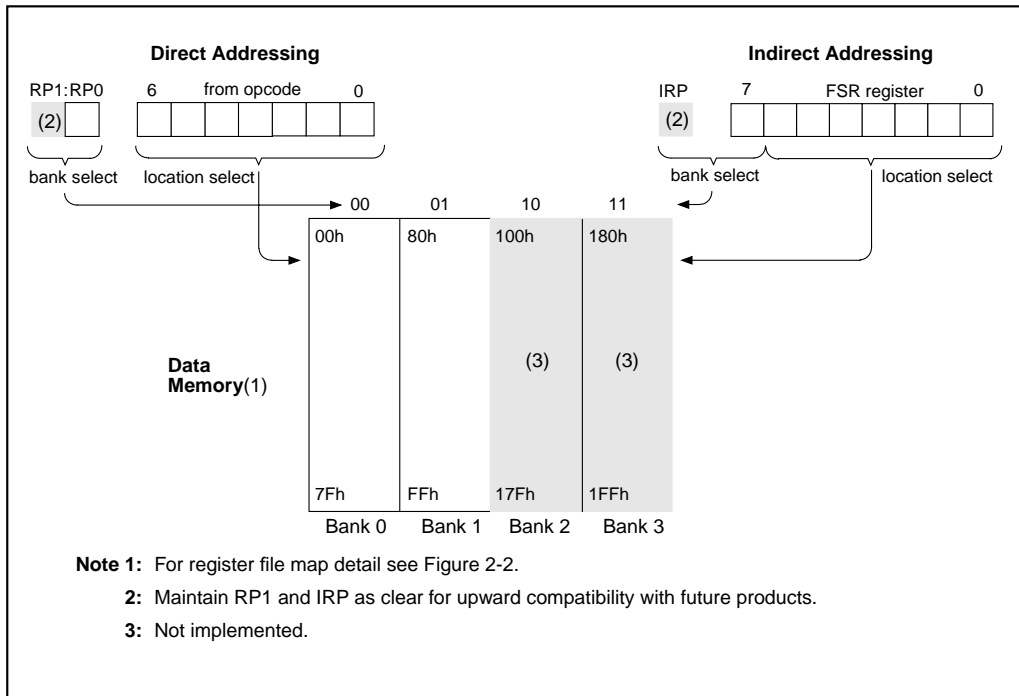 Direct Addressing
Indirect Addressing
RP1:RP0 6 from opcode 0
IRP 7 FSR register 0
(2)
(2)
bank select location select
bank select location select
00 01 10 11
00h 80h 100h 180h
Data
Memory(1)
(3) (3)
7Fh FFh 17Fh 1FFh
Bank 0 Bank 1 Bank 2 Bank 3
Note 1: For register file map detail see Figure 2-2.
2: Maintain RP1 and IRP as clear for upward compatibility with future products.
3: Not implemented.